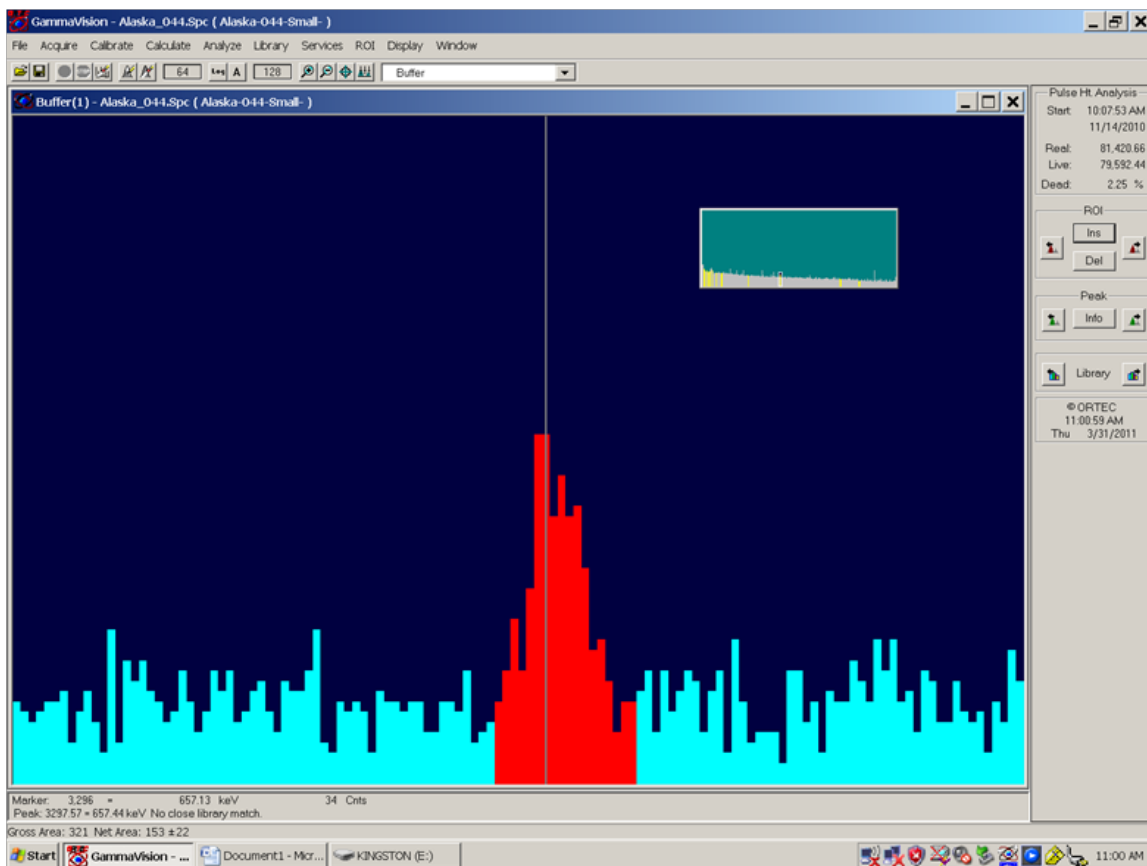 GammaVision - Alaska_044.Spc ( Alaska-044-Small- )
File Acquire Calibrate Calculate Analyze Library Services ROI Display Window
64 Log A 128 Buffer
Buffer(1) - Alaska_044.Spc ( Alaska-044-Small- )
Pulse Ht. Analysis
Start: 10:07:53 AM
11/14/2010
Real: 81,420.66
Live: 79,592.44
Dead: 2.25 %
ROI
Ins
Del
Peak
Info
Library
© ORTEC
11:00:59 AM
Thu 3/31/2011
Marker: 3,296 = 657.13 keV 34 Cnts
Peak: 3297.57 = 657.44 keV No close library match.
Gross Area: 321 Net Area: 153 ±22
Start GammaVision - ... Document1 - Micr... KINGSTON (E:) 11:00 AM